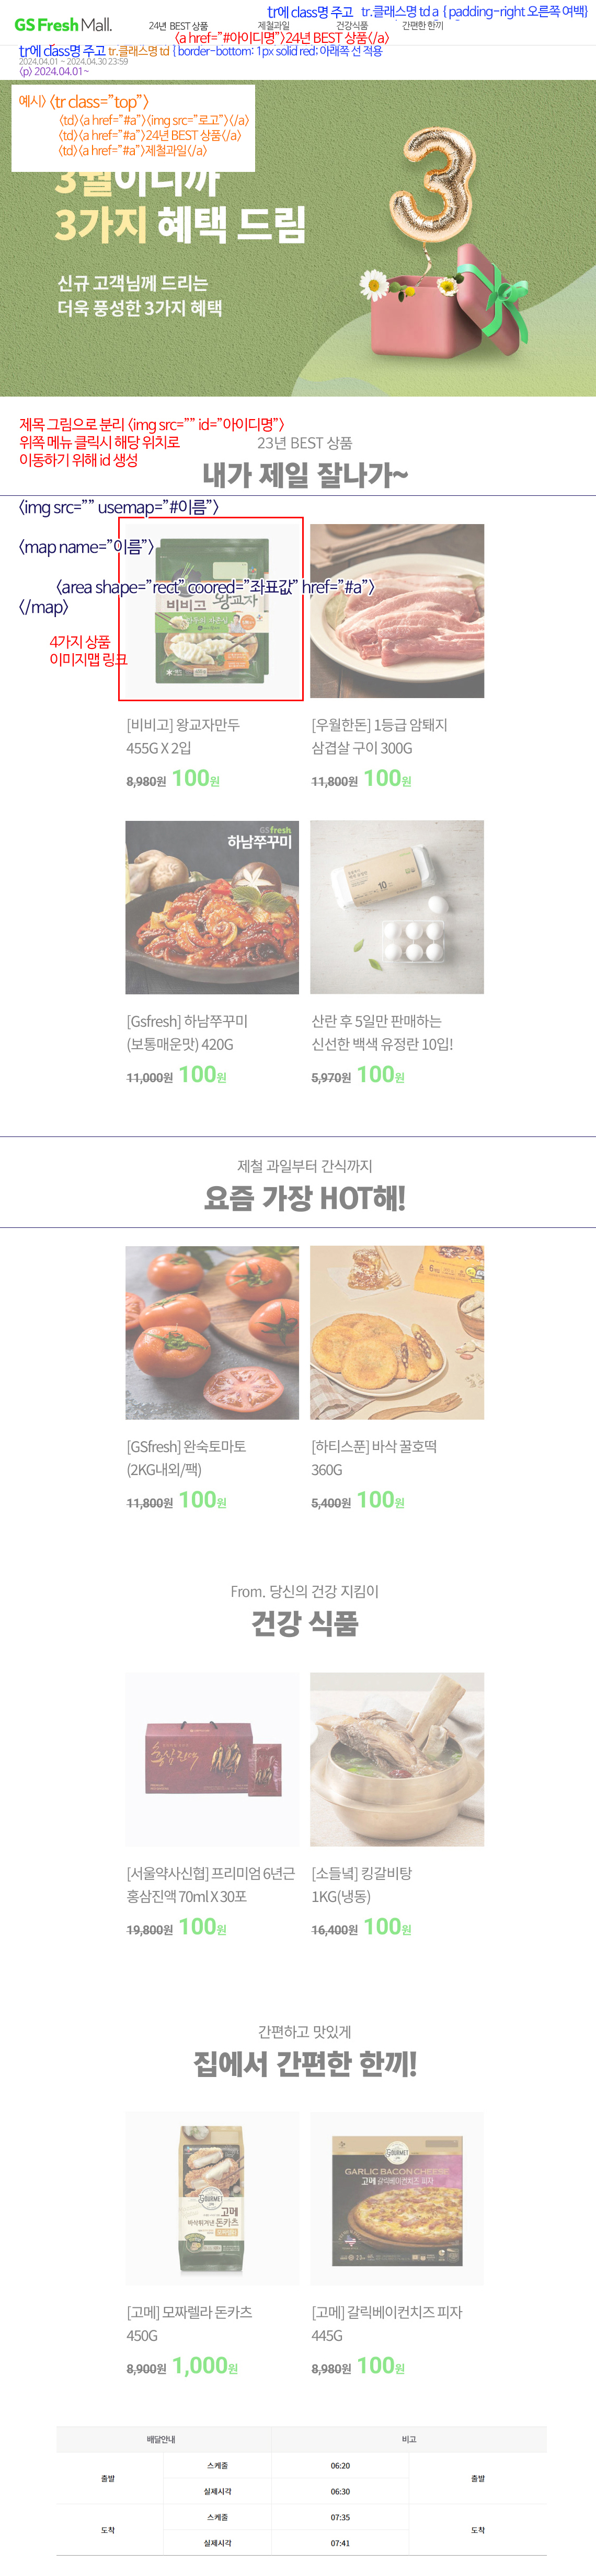 tr에 class명 주고 tr.클래스명 td a { padding-right 오른쪽 여백}
GS Fresh Mall. 24년 BEST 상품 제철과일 건강식품 간편한 한끼
<a href="#아이디명">24년 BEST 상품</a>
tr에 class명 주고 tr.클래스명 td { border-bottom: 1px solid red; 아래쪽 선 적용
2024.04.01 ~ 2024.04.30 23:59
<p> 2024.04.01~
예시> <tr class="top">
<td><a href="#a"><img src="로고"></a>
<td><a href="#a">24년 BEST 상품</a>
<td><a href="#a">제철과일</a>
3월이니까
3가지 혜택 드림
신규 고객님께 드리는
더욱 풍성한 3가지 혜택
제목 그림으로 분리 <img src="" id="아이디명">
위쪽 메뉴 클릭시 해당 위치로
이동하기 위해 id 생성
23년 BEST 상품
내가 제일 잘나가~
<img src="" usemap="#이름">
<map name="이름">
<area shape="rect" coored="좌표값" href="#a">
</map>
비비고 왕교자
4가지 상품
이미지맵 링크
[비비고] 왕교자만두
455G X 2입
8,980원 100원
[우월한돈] 1등급 암퇘지
삼겹살 구이 300G
11,800원 100원
GS fresh
하남쭈꾸미
[Gsfresh] 하남쭈꾸미
(보통매운맛) 420G
11,000원 100원
산란 후 5일만 판매하는
신선한 백색 유정란 10입!
5,970원 100원
제철 과일부터 간식까지
요즘 가장 HOT해!
[GSfresh] 완숙토마토
(2KG내외/팩)
11,800원 100원
[하티스푼] 바삭 꿀호떡
360G
5,400원 100원
From. 당신의 건강 지킴이
건강 식품
홍삼진액
[서울약사신협] 프리미엄 6년근
홍삼진액 70ml X 30포
19,800원 100원
[소들녘] 킹갈비탕
1KG(냉동)
16,400원 100원
간편하고 맛있게
집에서 간편한 한끼!
GOURMET
고메
바삭튀겨낸
돈카츠
GOURMET
GARLIC BACON CHEESE
고메 갈릭베이컨치즈 피자
[고메] 모짜렐라 돈카츠
450G
8,900원 1,000원
[고메] 갈릭베이컨치즈 피자
445G
8,980원 100원
배달안내 비고
출발 스케줄 06:20 출발
실제시각 06:30
도착 스케줄 07:35 도착
실제시각 07:41